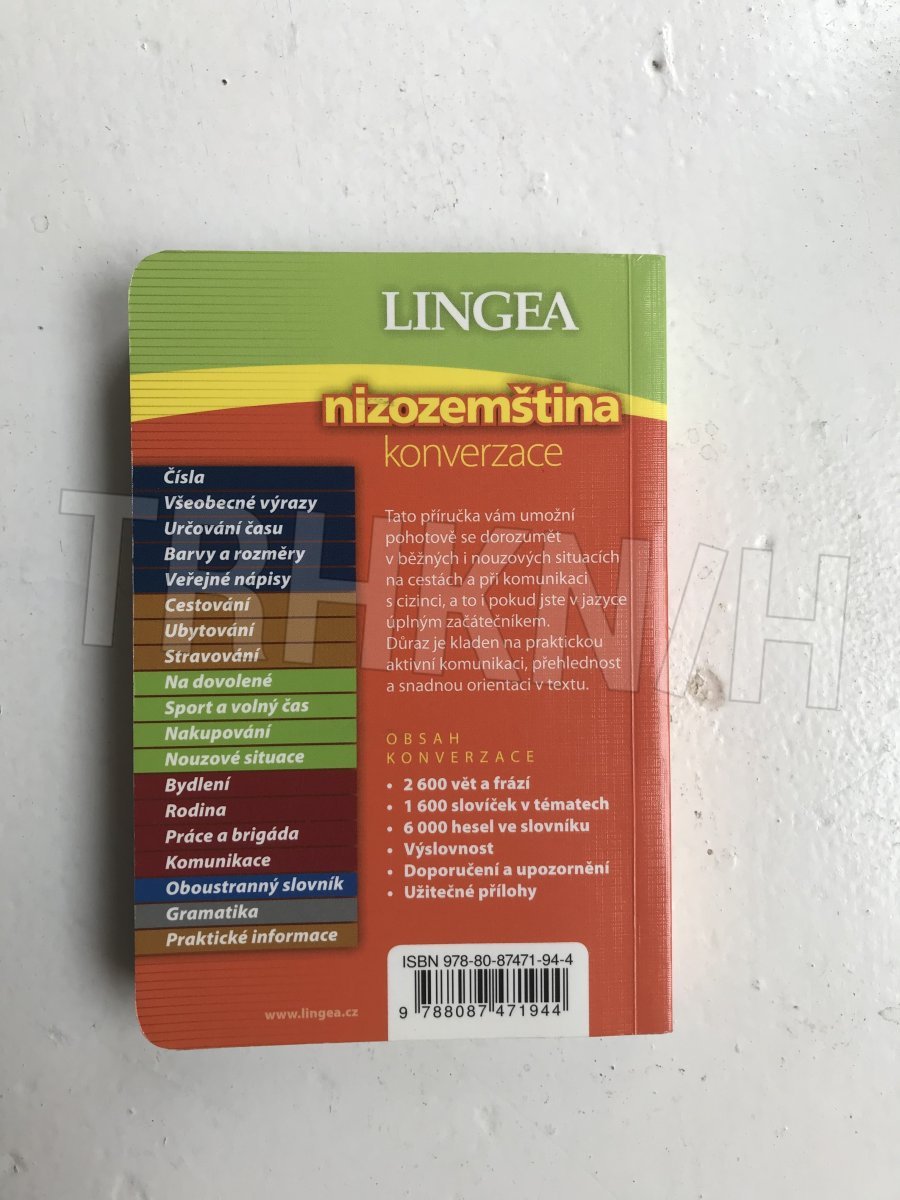 LINGEA
nizozemština
konverzace
Čísla
Všeobecné výrazy
Určování času
Barvy a rozměry
Veřejné nápisy
Cestování
Ubytování
Stravování
Na dovolené
Sport a volný čas
Nakupování
Nouzové situace
Bydlení
Rodina
Práce a brigáda
Komunikace
Oboustranný slovník
Gramatika
Praktické informace
www.lingea.cz
Tato příručka vám umožní
pohotově se dorozumět
v běžných i nouzových situacích
na cestách a při komunikaci
s cizinci, a to i pokud jste v jazyce
úplným začátečníkem.
Důraz je kladen na praktickou
aktivní komunikaci, přehlednost
a snadnou orientaci v textu.
OBSAH
KONVERZACE
• 2 600 vět a frází
• 1 600 slovíček v tématech
• 6 000 hesel ve slovníku
• Výslovnost
• Doporučení a upozornění
• Užitečné přílohy
ISBN 978-80-87471-94-4
9 788087 471944
TRHKNIH